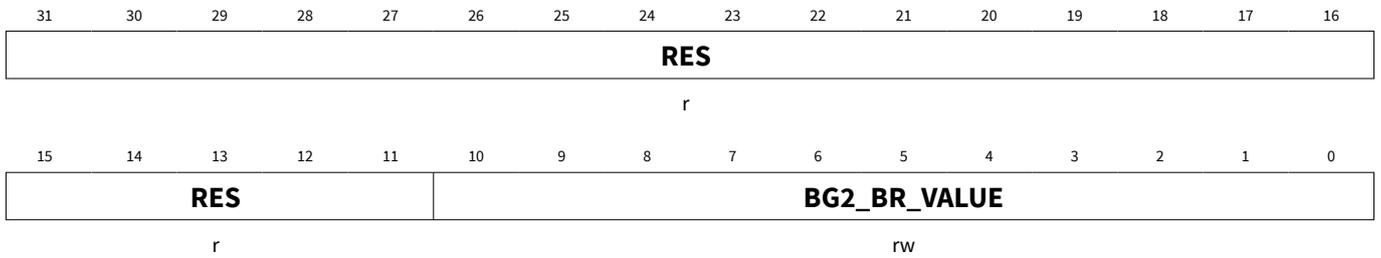 31 30 29 28 27 26 25 24 23 22 21 20 19 18 17 16
RES
r
15 14 13 12 11 10 9 8 7 6 5 4 3 2 1 0
RES BG2_BR_VALUE
r rw